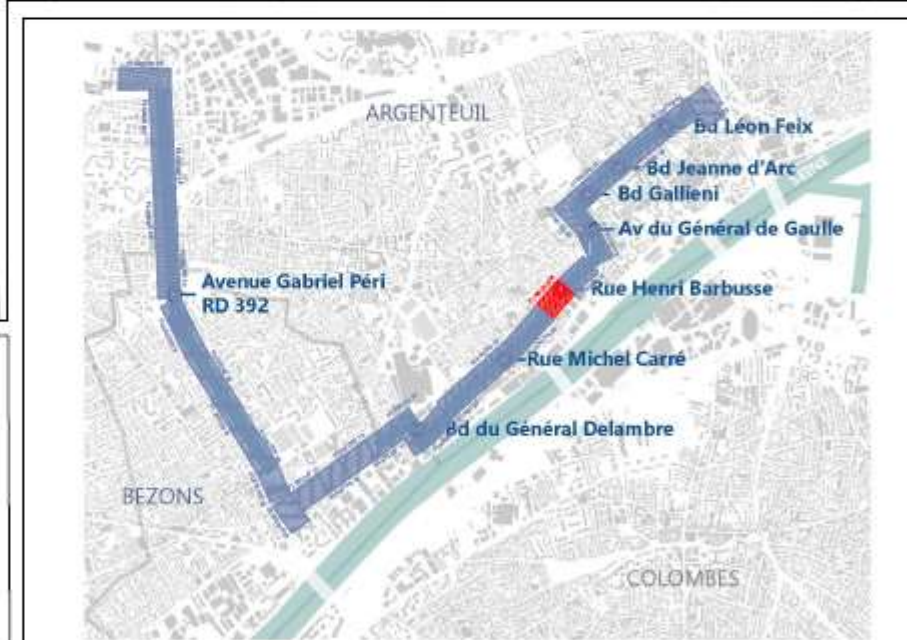 ARGENTEUIL
Bd Léon Feix
Bd Jeanne d'Arc
Bd Gallieni
Av du Général de Gaulle
Avenue Gabriel Péri
RD 392
Rue Henri Barbusse
Rue Michel Carré
Bd du Général Delambre
BEZONS
COLOMBES